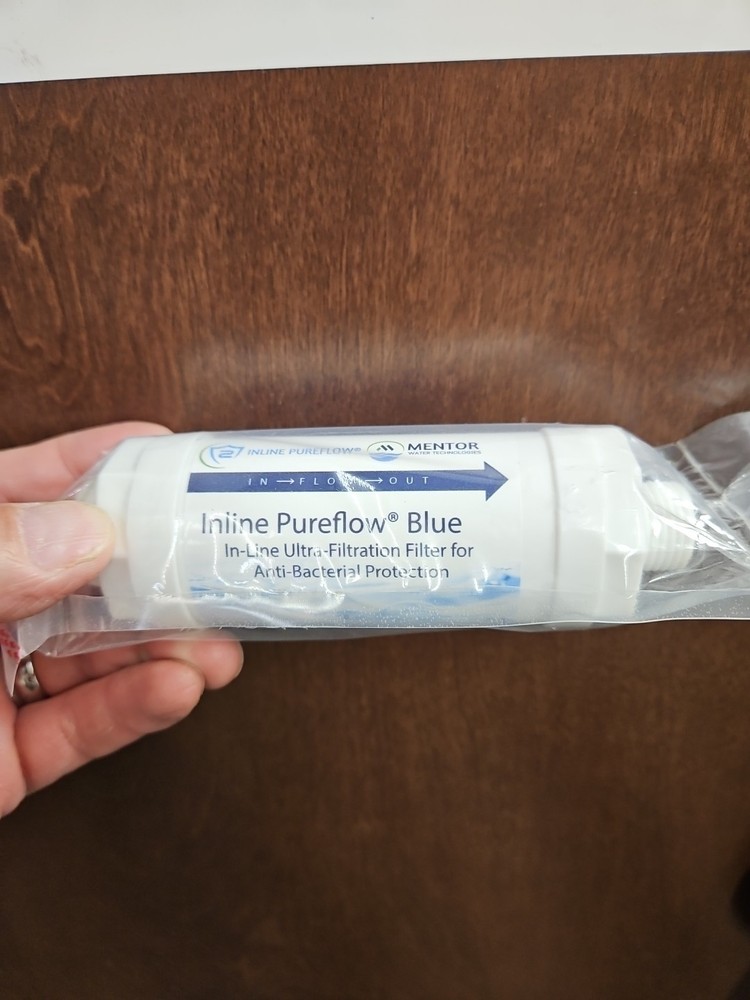 2 INLINE PUREFLOW® MENTOR
WATER TECHNOLOGIES
IN → FLOW → OUT
Inline Pureflow® Blue
In-Line Ultra-Filtration Filter for
Anti-Bacterial Protection